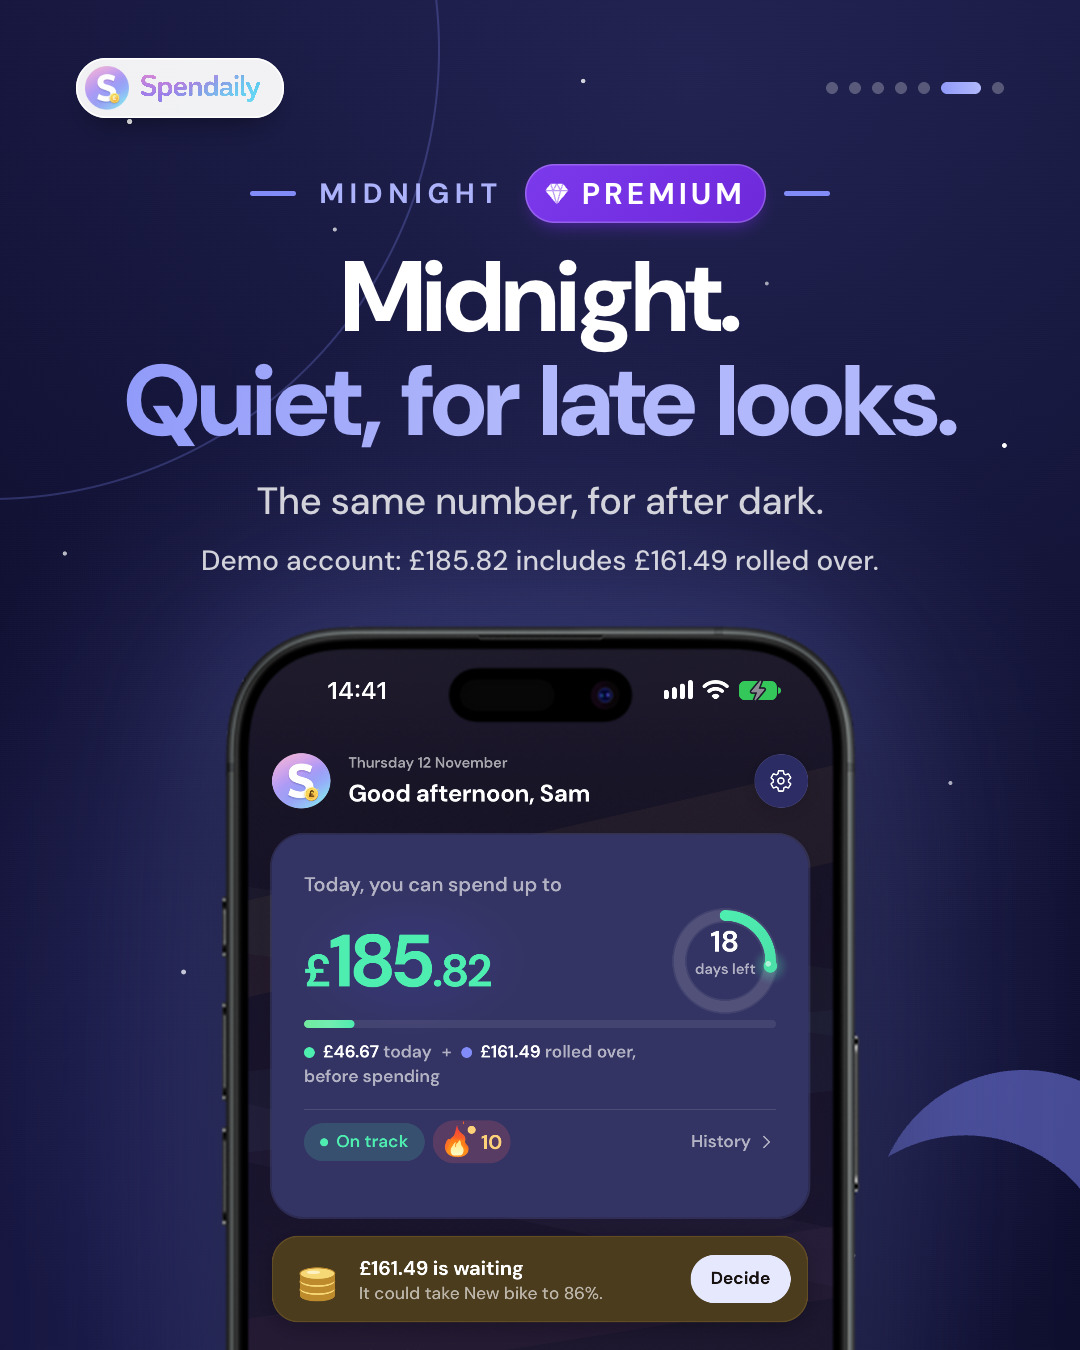 Spendaily
MIDNIGHT PREMIUM
Midnight.
Quiet, for late looks.
The same number, for after dark.
Demo account: £185.82 includes £161.49 rolled over.
14:41
Thursday 12 November
Good afternoon, Sam
Today, you can spend up to
£185.82
18
days left
£46.67 today + £161.49 rolled over,
before spending
On track
10
History
£161.49 is waiting
It could take New bike to 86%.
Decide